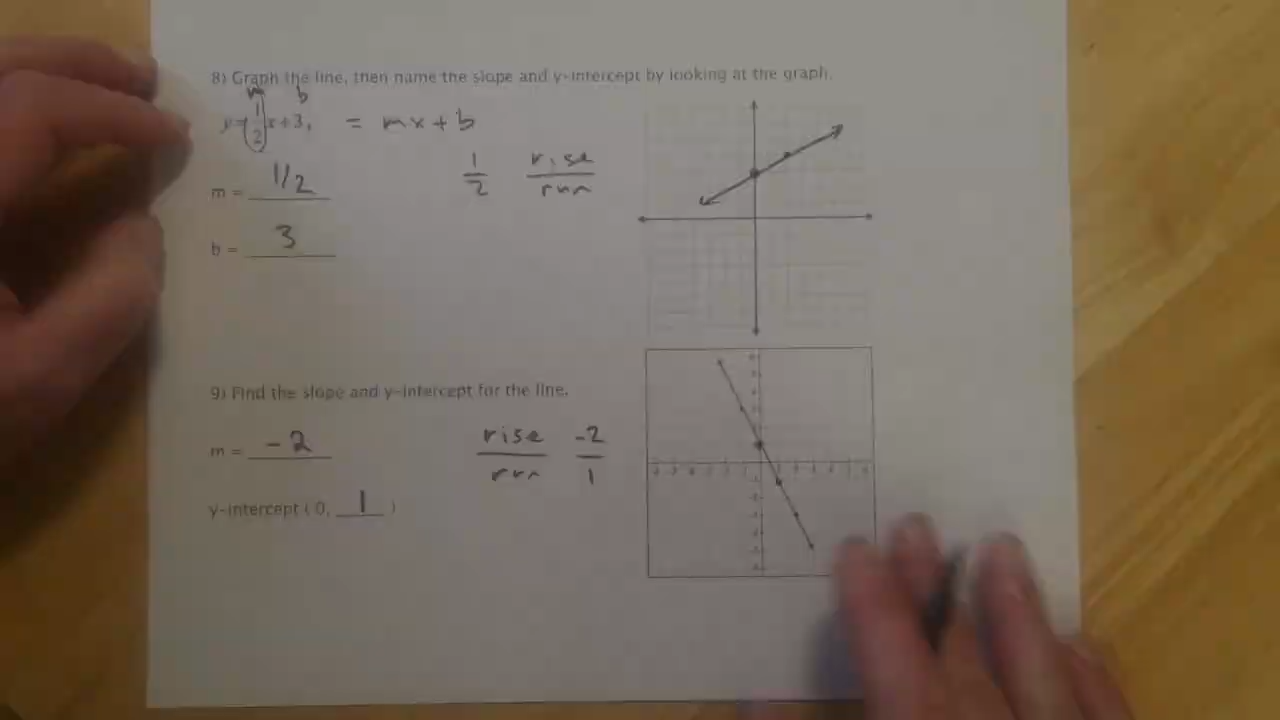 8) Graph the line, then name the slope and y-intercept by looking at the graph.
m b
y = 1/2 x + 3, = mx + b
m = 1/2
1/2 rise/run
b = 3
9) Find the slope and y-intercept for the line.
m = -2
rise/run -2/1
y-intercept ( 0, 1 )